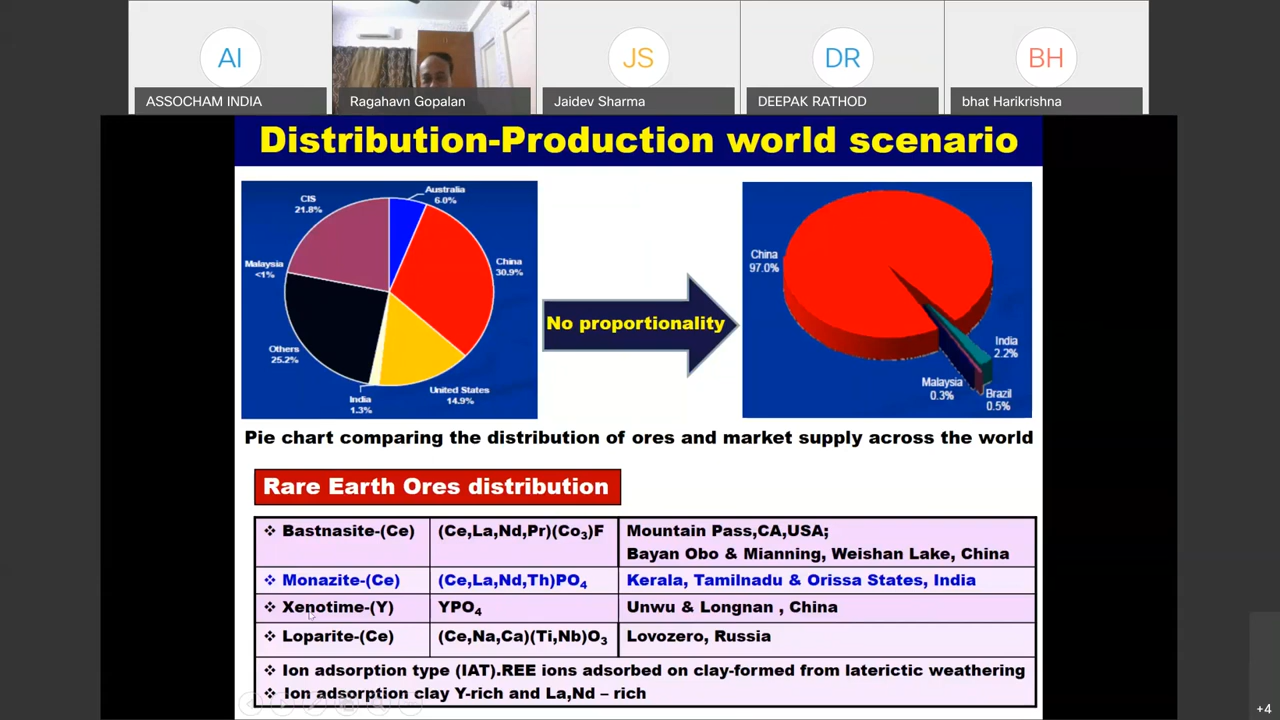 AI
JS
DR
BH
ASSOCHAM INDIA
Ragahavn Gopalan
Jaidev Sharma
DEEPAK RATHOD
bhat Harikrishna
Distribution-Production world scenario
Australia
6.0%
CIS
21.8%
China
30.9%
Malaysia
<1%
Others
25.2%
United States
14.9%
India
1.3%
No proportionality
China
97.0%
India
2.2%
Malaysia
0.3%
Brazil
0.5%
Pie chart comparing the distribution of ores and market supply across the world
Rare Earth Ores distribution
❖ Bastnasite-(Ce) (Ce,La,Nd,Pr)(Co₃)F Mountain Pass,CA,USA;
Bayan Obo & Mianning, Weishan Lake, China
❖ Monazite-(Ce) (Ce,La,Nd,Th)PO₄ Kerala, Tamilnadu & Orissa States, India
❖ Xenotime-(Y) YPO₄ Unwu & Longnan , China
❖ Loparite-(Ce) (Ce,Na,Ca)(Ti,Nb)O₃ Lovozero, Russia
❖ Ion adsorption type (IAT).REE ions adsorbed on clay-formed from laterictic weathering
❖ Ion adsorption clay Y-rich and La,Nd – rich
+4